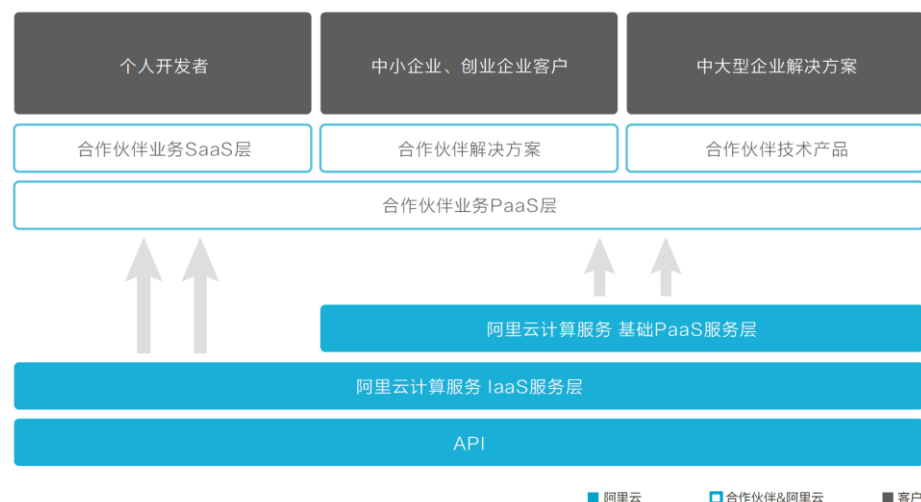 个人开发者
中小企业、创业企业客户
中大型企业解决方案
合作伙伴业务SaaS层
合作伙伴解决方案
合作伙伴技术产品
合作伙伴业务PaaS层
阿里云计算服务 基础PaaS服务层
阿里云计算服务 IaaS服务层
API
阿里云
合作伙伴&阿里云
客户